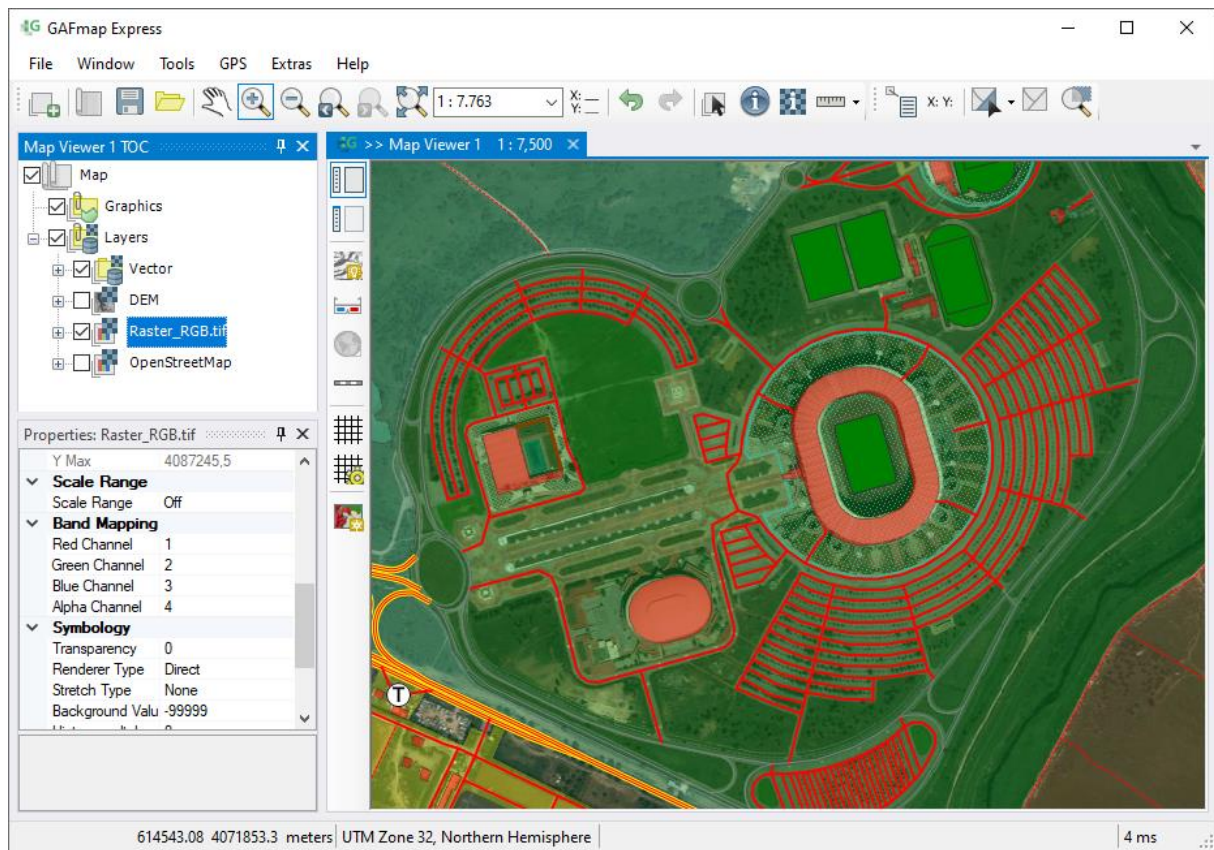 GAFmap Express
File Window Tools GPS Extras Help
1 : 7.763 X: Y: X: Y:
Map Viewer 1 TOC
>> Map Viewer 1 1 : 7,500
Map
Graphics
Layers
Vector
DEM
Raster_RGB.tif
OpenStreetMap
Properties: Raster_RGB.tif
Y Max 4087245,5
Scale Range
Scale Range Off
Band Mapping
Red Channel 1
Green Channel 2
Blue Channel 3
Alpha Channel 4
Symbology
Transparency 0
Renderer Type Direct
Stretch Type None
Background Valu -99999
T
614543.08 4071853.3 meters UTM Zone 32, Northern Hemisphere 4 ms